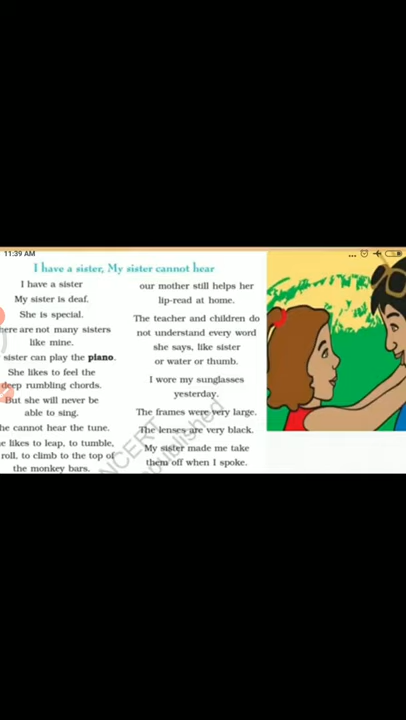 11:39 AM
I have a sister, My sister cannot hear
I have a sister
My sister is deaf.
She is special.
here are not many sisters
like mine.
sister can play the piano.
She likes to feel the
deep rumbling chords.
But she will never be
able to sing.
he cannot hear the tune.
e likes to leap, to tumble,
roll, to climb to the top of
the monkey bars.
our mother still helps her
lip-read at home.
The teacher and children do
not understand every word
she says, like sister
or water or thumb.
I wore my sunglasses
yesterday.
The frames were very large.
The lenses are very black.
My sister made me take
them off when I spoke.
NCERT
published